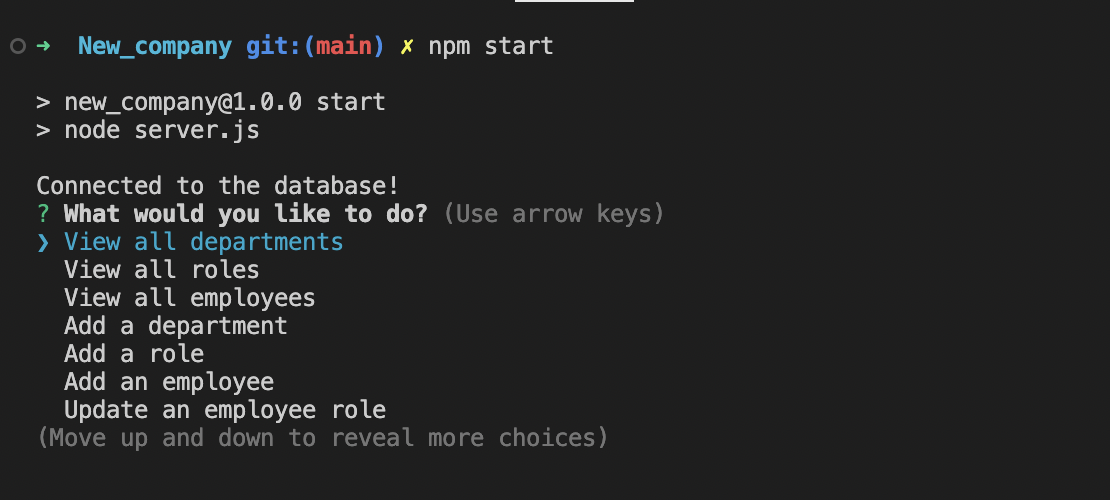 ➜ New_company git:(main) ✗ npm start
> new_company@1.0.0 start
> node server.js
Connected to the database!
? What would you like to do? (Use arrow keys)
❯ View all departments
View all roles
View all employees
Add a department
Add a role
Add an employee
Update an employee role
(Move up and down to reveal more choices)